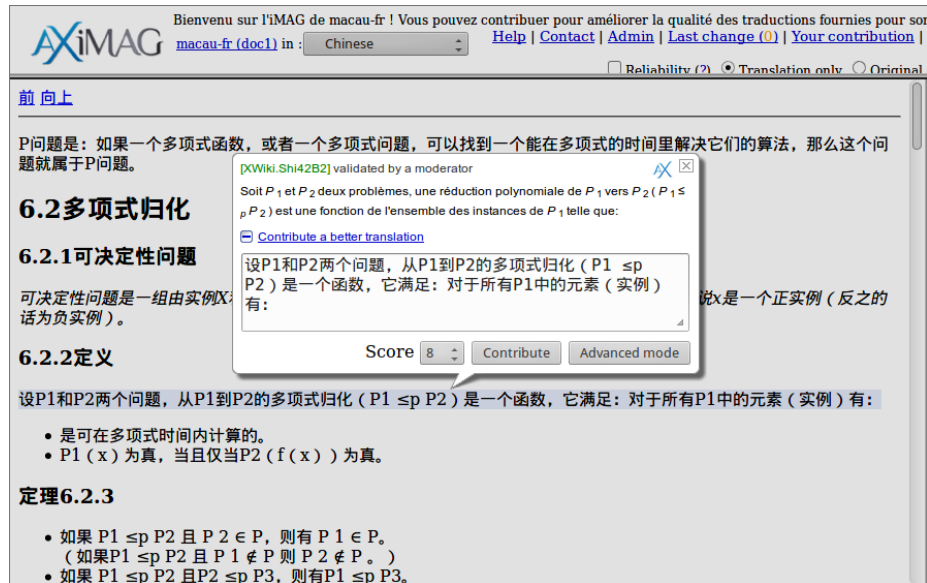 AXiMAG
Bienvenu sur l'iMAG de macau-fr ! Vous pouvez contribuer pour améliorer la qualité des traductions fournies pour
macau-fr (doc1) in : Chinese
Help | Contact | Admin | Last change (0) | Your contribution |
Reliability (?) Translation only Original
前 向上
P问题是：如果一个多项式函数，或者一个多项式问题，可以找到一个能在多项式的时间里解决它们的算法，那么这个问
题就属于P问题。
[XWiki.Shi42B2] validated by a moderator
AX
Soit P 1 et P 2 deux problèmes, une réduction polynomiale de P 1 vers P 2 ( P 1 ≤
p P 2 ) est une fonction de l'ensemble des instances de P 1 telle que:
Contribute a better translation
设P1和P2两个问题，从P1到P2的多项式归化（P1 ≤p
P2）是一个函数，它满足：对于所有P1中的元素（实例）
有：
Score 8 Contribute Advanced mode
6.2多项式归化
6.2.1可决定性问题
可决定性问题是一组由实例X 说x是一个正实例（反之的
话为负实例）。
6.2.2定义
设P1和P2两个问题，从P1到P2的多项式归化（P1 ≤p P2）是一个函数，它满足：对于所有P1中的元素（实例）有：
• 是可在多项式时间内计算的。
• P1（x）为真，当且仅当P2（f（x））为真。
定理6.2.3
• 如果 P1 ≤p P2 且 P 2 ∈ P，则有 P 1 ∈ P。
（如果P1 ≤p P2 且 P 1 ∉ P 则 P 2 ∉ P 。）
• 如果 P1 ≤p P2 且P2 ≤p P3，则有P1 ≤p P3。